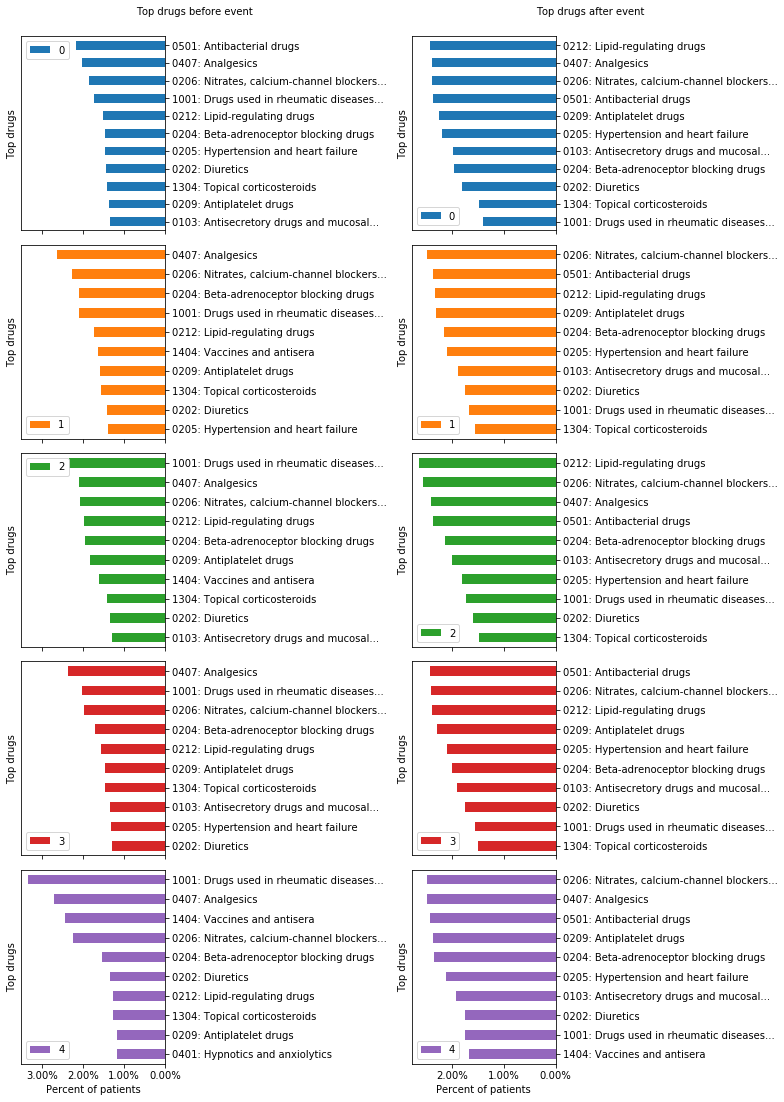 Top drugs before event
Top drugs
0
0501: Antibacterial drugs
0407: Analgesics
0206: Nitrates, calcium-channel blockers...
1001: Drugs used in rheumatic diseases...
0212: Lipid-regulating drugs
0204: Beta-adrenoceptor blocking drugs
0205: Hypertension and heart failure
0202: Diuretics
1304: Topical corticosteroids
0209: Antiplatelet drugs
0103: Antisecretory drugs and mucosal...
Top drugs
1
0407: Analgesics
0206: Nitrates, calcium-channel blockers...
0204: Beta-adrenoceptor blocking drugs
1001: Drugs used in rheumatic diseases...
0212: Lipid-regulating drugs
1404: Vaccines and antisera
0209: Antiplatelet drugs
1304: Topical corticosteroids
0202: Diuretics
0205: Hypertension and heart failure
Top drugs
2
1001: Drugs used in rheumatic diseases...
0407: Analgesics
0206: Nitrates, calcium-channel blockers...
0212: Lipid-regulating drugs
0204: Beta-adrenoceptor blocking drugs
0209: Antiplatelet drugs
1404: Vaccines and antisera
1304: Topical corticosteroids
0202: Diuretics
0103: Antisecretory drugs and mucosal...
Top drugs
3
0407: Analgesics
1001: Drugs used in rheumatic diseases...
0206: Nitrates, calcium-channel blockers...
0204: Beta-adrenoceptor blocking drugs
0212: Lipid-regulating drugs
0209: Antiplatelet drugs
1304: Topical corticosteroids
0103: Antisecretory drugs and mucosal...
0205: Hypertension and heart failure
0202: Diuretics
Top drugs
4
1001: Drugs used in rheumatic diseases...
0407: Analgesics
1404: Vaccines and antisera
0206: Nitrates, calcium-channel blockers...
0204: Beta-adrenoceptor blocking drugs
0202: Diuretics
0212: Lipid-regulating drugs
1304: Topical corticosteroids
0209: Antiplatelet drugs
0401: Hypnotics and anxiolytics
3.00% 2.00% 1.00% 0.00%
Percent of patients
Top drugs after event
Top drugs
0
0212: Lipid-regulating drugs
0407: Analgesics
0206: Nitrates, calcium-channel blockers...
0501: Antibacterial drugs
0209: Antiplatelet drugs
0205: Hypertension and heart failure
0103: Antisecretory drugs and mucosal...
0204: Beta-adrenoceptor blocking drugs
0202: Diuretics
1304: Topical corticosteroids
1001: Drugs used in rheumatic diseases...
Top drugs
1
0206: Nitrates, calcium-channel blockers...
0501: Antibacterial drugs
0212: Lipid-regulating drugs
0209: Antiplatelet drugs
0204: Beta-adrenoceptor blocking drugs
0205: Hypertension and heart failure
0103: Antisecretory drugs and mucosal...
0202: Diuretics
1001: Drugs used in rheumatic diseases...
1304: Topical corticosteroids
Top drugs
2
0212: Lipid-regulating drugs
0206: Nitrates, calcium-channel blockers...
0407: Analgesics
0501: Antibacterial drugs
0204: Beta-adrenoceptor blocking drugs
0103: Antisecretory drugs and mucosal...
0205: Hypertension and heart failure
1001: Drugs used in rheumatic diseases...
0202: Diuretics
1304: Topical corticosteroids
Top drugs
3
0501: Antibacterial drugs
0206: Nitrates, calcium-channel blockers...
0212: Lipid-regulating drugs
0209: Antiplatelet drugs
0205: Hypertension and heart failure
0204: Beta-adrenoceptor blocking drugs
0103: Antisecretory drugs and mucosal...
0202: Diuretics
1001: Drugs used in rheumatic diseases...
1304: Topical corticosteroids
Top drugs
4
0206: Nitrates, calcium-channel blockers...
0407: Analgesics
0501: Antibacterial drugs
0209: Antiplatelet drugs
0204: Beta-adrenoceptor blocking drugs
0205: Hypertension and heart failure
0103: Antisecretory drugs and mucosal...
0202: Diuretics
1001: Drugs used in rheumatic diseases...
1404: Vaccines and antisera
2.00% 1.00% 0.00%
Percent of patients